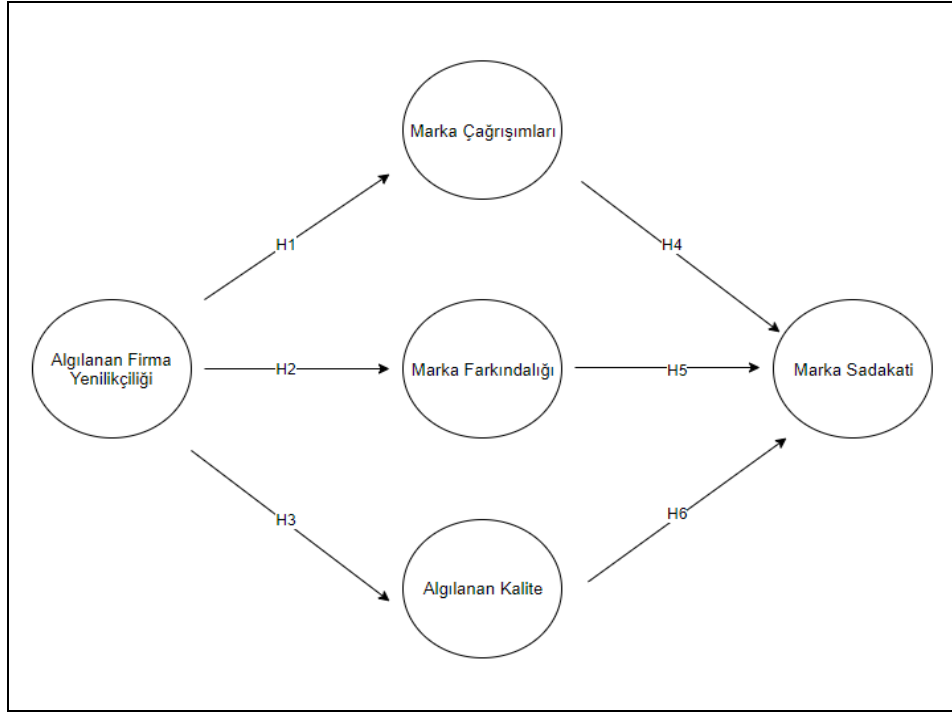 Marka Çağrışımları
H1
H4
Algılanan Firma
Yenilikçiliği
H2
Marka Farkındalığı
H5
Marka Sadakati
H3
H6
Algılanan Kalite